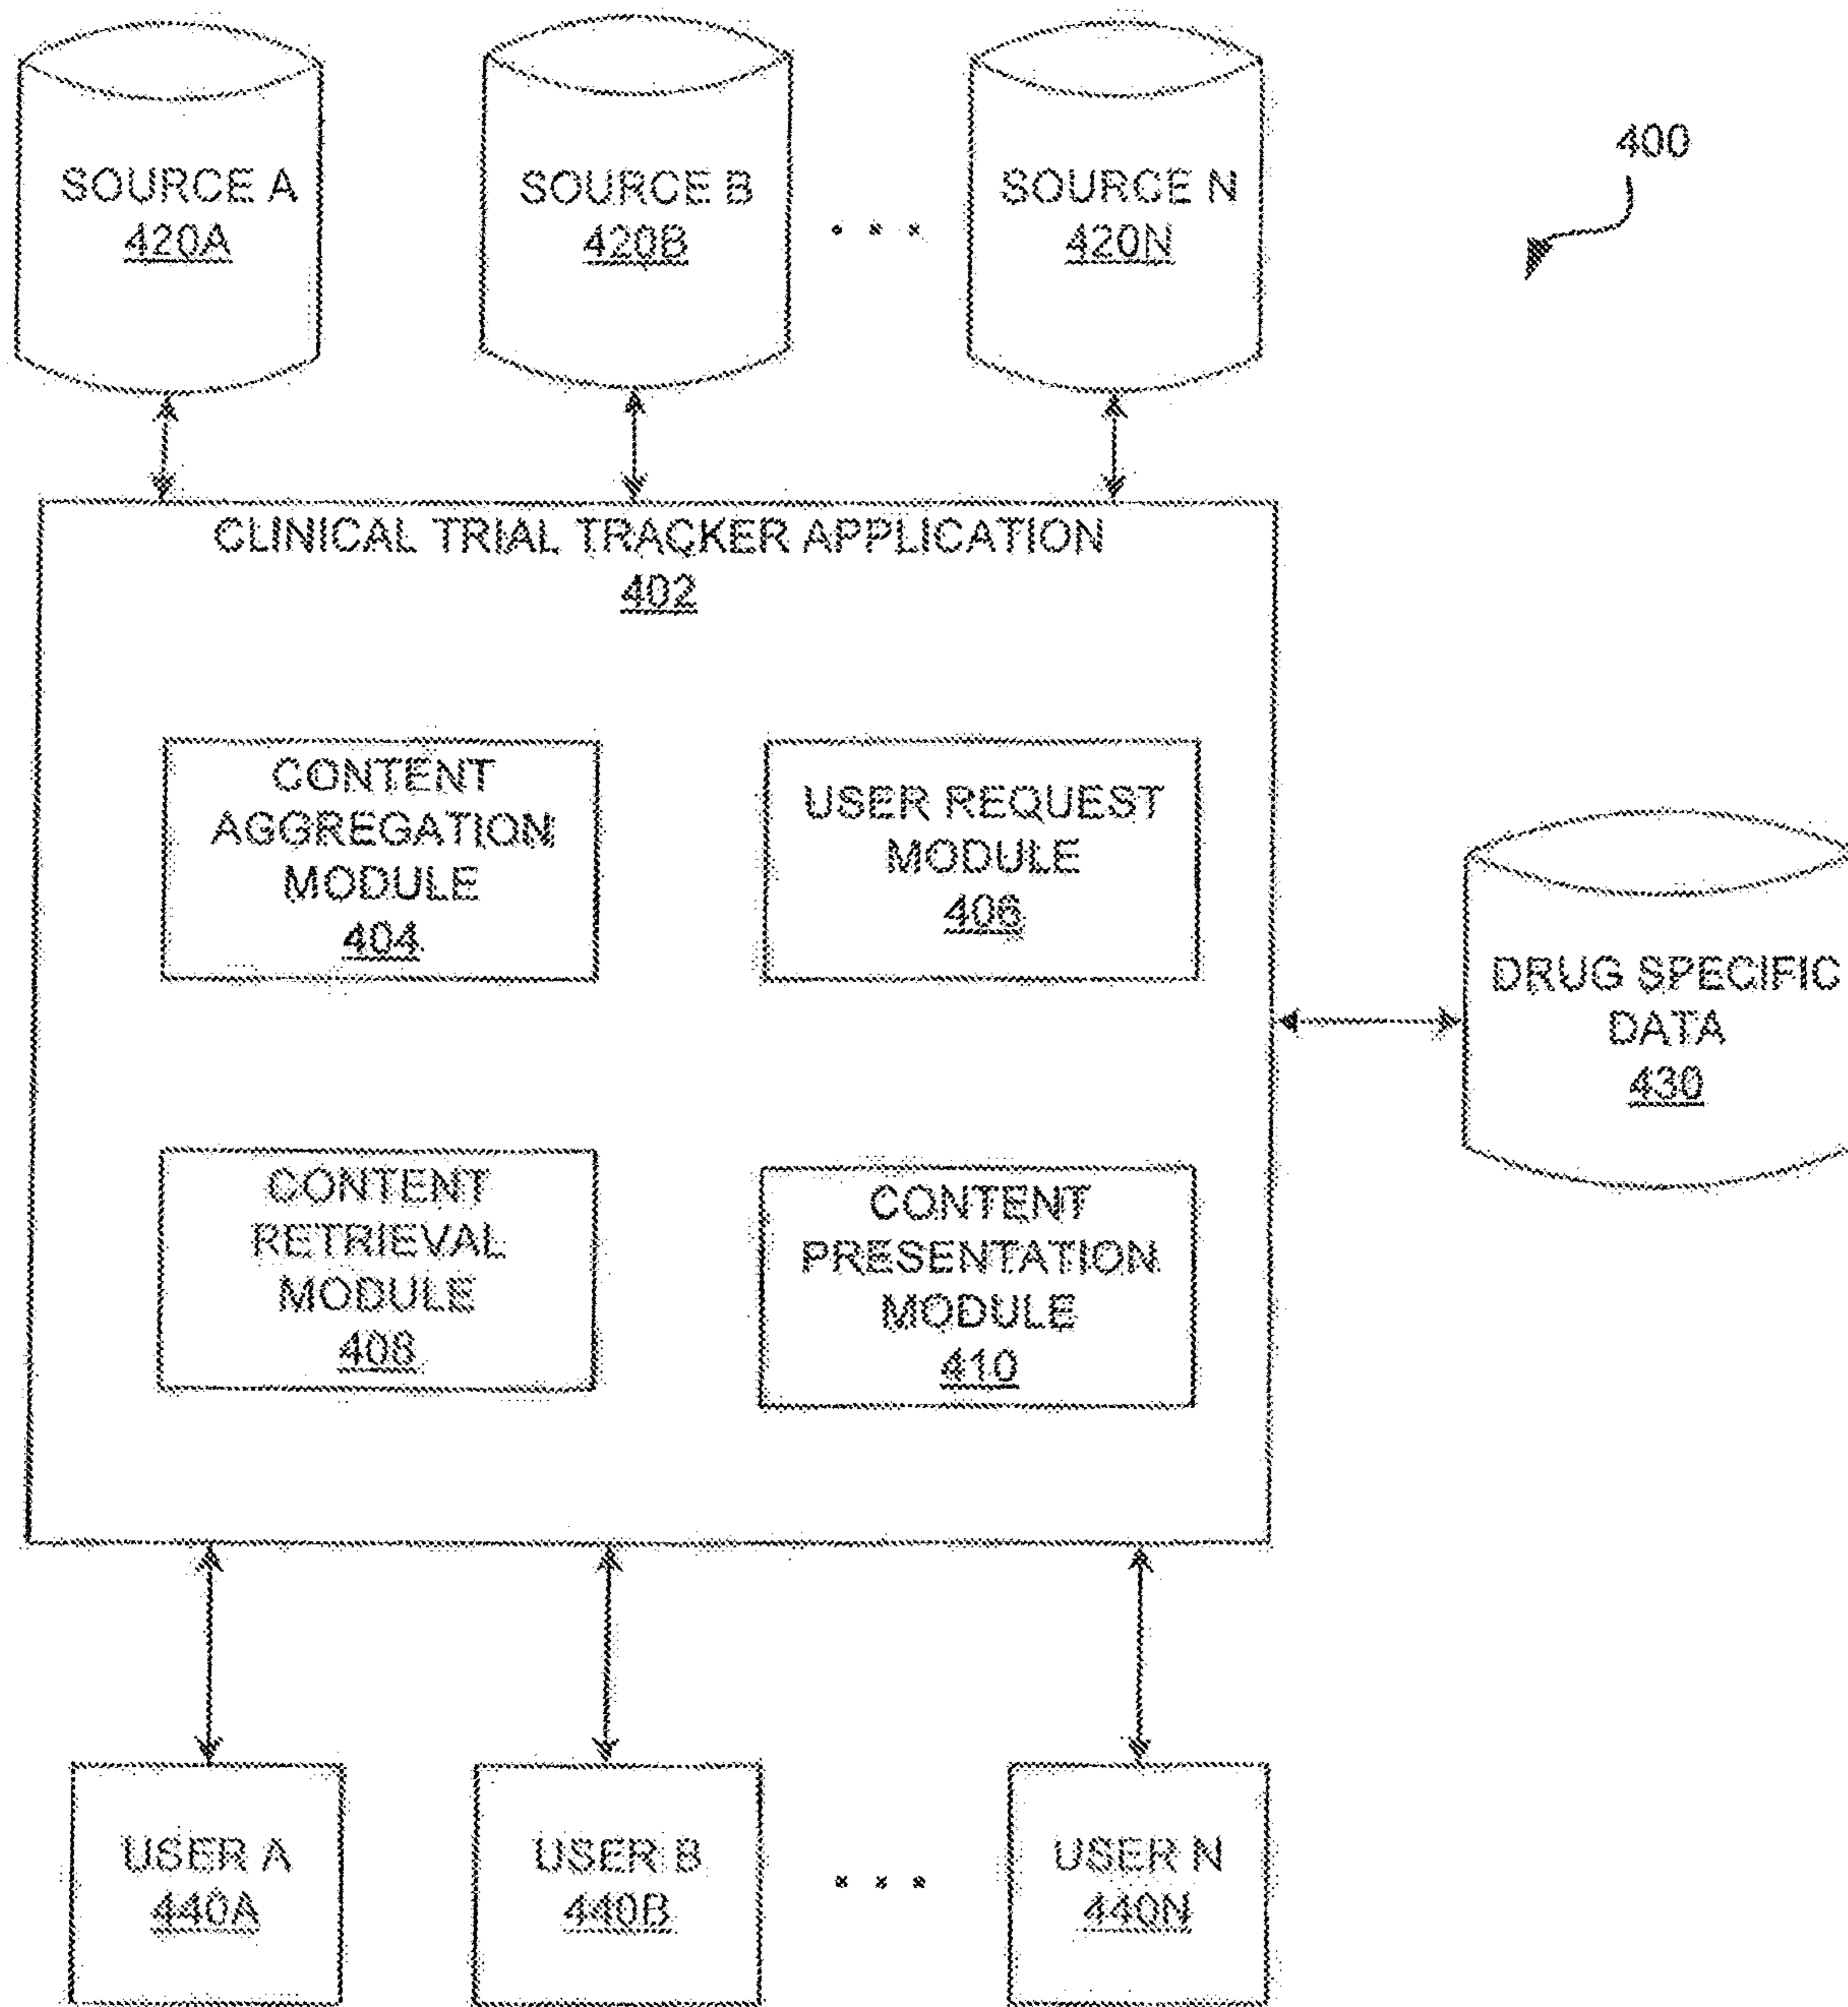 SOURCE A
420A
SOURCE B
420B
. . .
SOURCE N
420N
400
CLINICAL TRIAL TRACKER APPLICATION
402
CONTENT
AGGREGATION
MODULE
404
USER REQUEST
MODULE
406
DRUG SPECIFIC
DATA
430
CONTENT
RETRIEVAL
MODULE
408
CONTENT
PRESENTATION
MODULE
410
USER A
440A
USER B
440B
. . .
USER N
440N